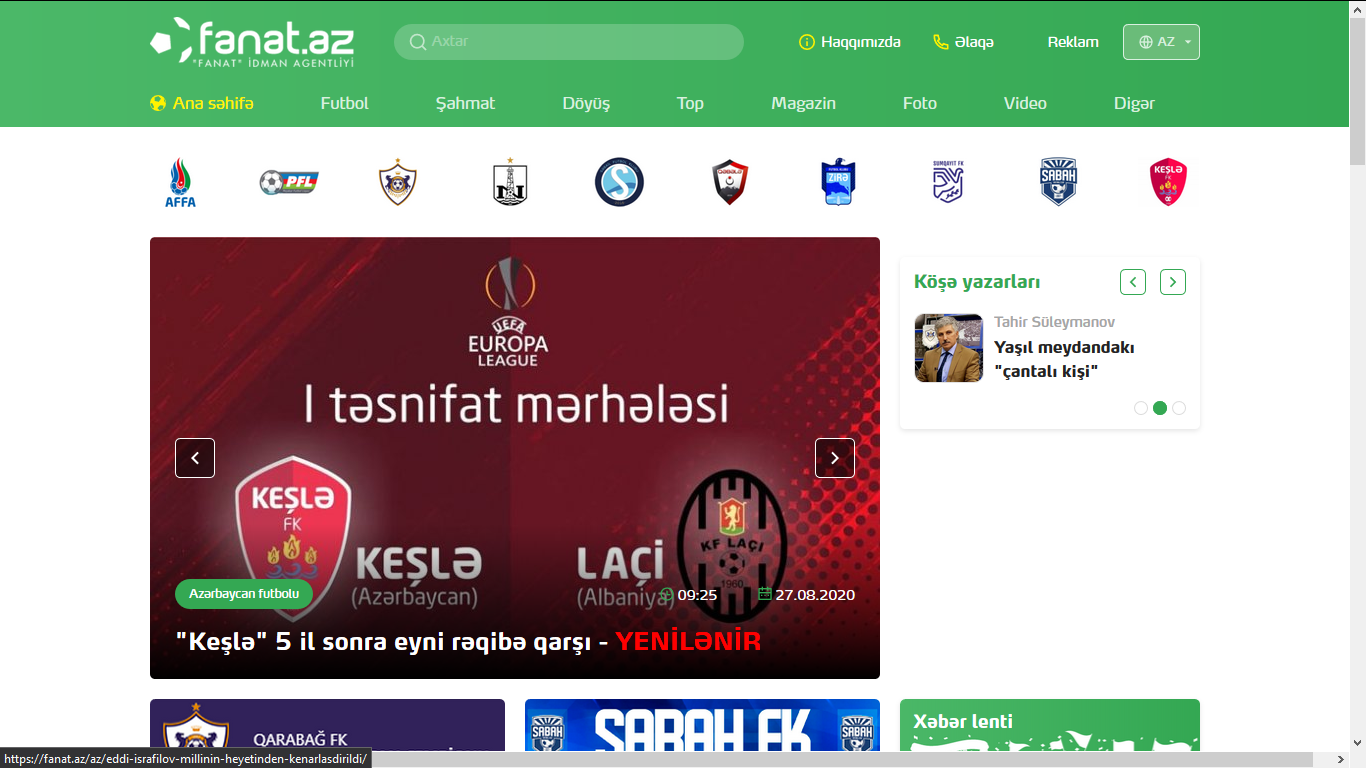 fanat.az
"FANAT" İDMAN AGENTLİYİ
Axtar
Haqqımızda
Əlaqə
Reklam
AZ
Ana səhifə
Futbol
Şahmat
Döyüş
Top
Magazin
Foto
Video
Digər
AFFA
PFL
N
S
QƏBƏLƏ
ZİRƏ
SUMQAYIT FK
SABAH
KEŞLƏ
UEFA
EUROPA
LEAGUE
I təsnifat mərhələsi
KEŞLƏ
FK
KEŞLƏ
(Azərbaycan)
LAÇİ
(Albaniya)
KF LAÇI
1960
Azərbaycan futbolu
09:25
27.08.2020
"Keşlə" 5 il sonra eyni rəqibə qarşı - YENİLƏNİR
Köşə yazarları
Tahir Süleymanov
Yaşıl meydandakı
"çantalı kişi"
QARABAĞ FK
SABAH
SABAH FK
SABAH
Xəbər lenti
https://fanat.az/az/eddi-israfilov-millinin-heyetinden-kenarlasdirildi/